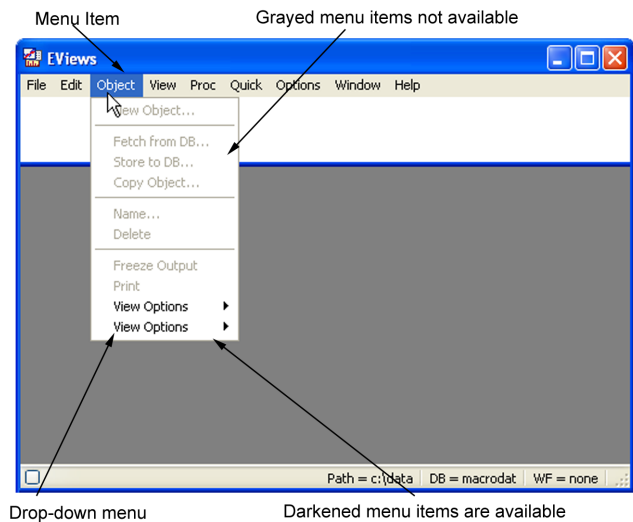 Menu Item
Grayed menu items not available
EViews
File Edit Object View Proc Quick Options Window Help
New Object...
Fetch from DB...
Store to DB...
Copy Object...
Name...
Delete
Freeze Output
Print
View Options
View Options
Path = c:\data DB = macrodat WF = none
Drop-down menu
Darkened menu items are available